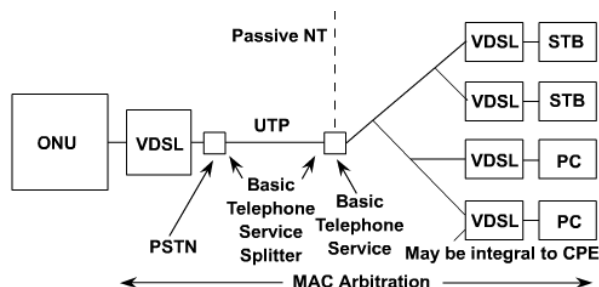 Passive NT
VDSL
STB
VDSL
STB
ONU
VDSL
UTP
VDSL
PC
VDSL
PC
PSTN
Basic
Telephone
Service
Splitter
Basic
Telephone
Service
May be integral to CPE
MAC Arbitration